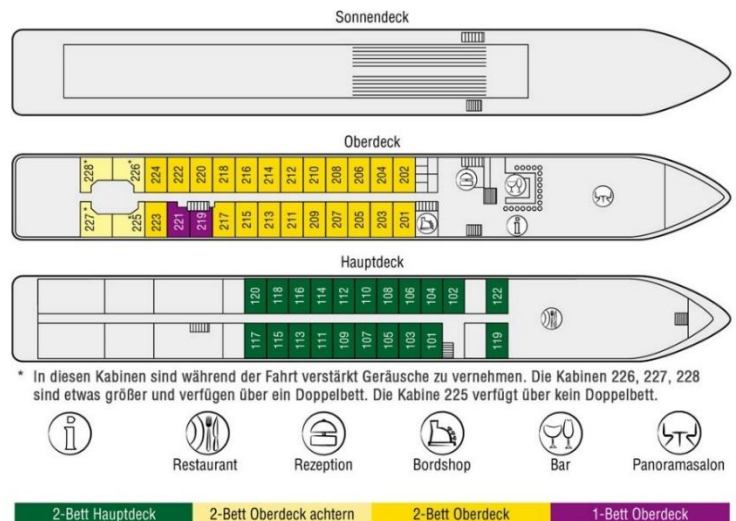 Sonnendeck
Oberdeck
228* 226* 224 222 220 218 216 214 212 210 208 206 204 202
227* 225* 223 221 219 217 215 213 211 209 207 205 203 201
i
Hauptdeck
120 118 116 114 112 110 108 106 104 102 122
117 115 113 111 109 107 105 103 101 119
* In diesen Kabinen sind während der Fahrt verstärkt Geräusche zu vernehmen. Die Kabinen 226, 227, 228
sind etwas größer und verfügen über ein Doppelbett. Die Kabine 225 verfügt über kein Doppelbett.
i
Restaurant Rezeption Bordshop Bar Panoramasalon
2-Bett Hauptdeck 2-Bett Oberdeck achtern 2-Bett Oberdeck 1-Bett Oberdeck